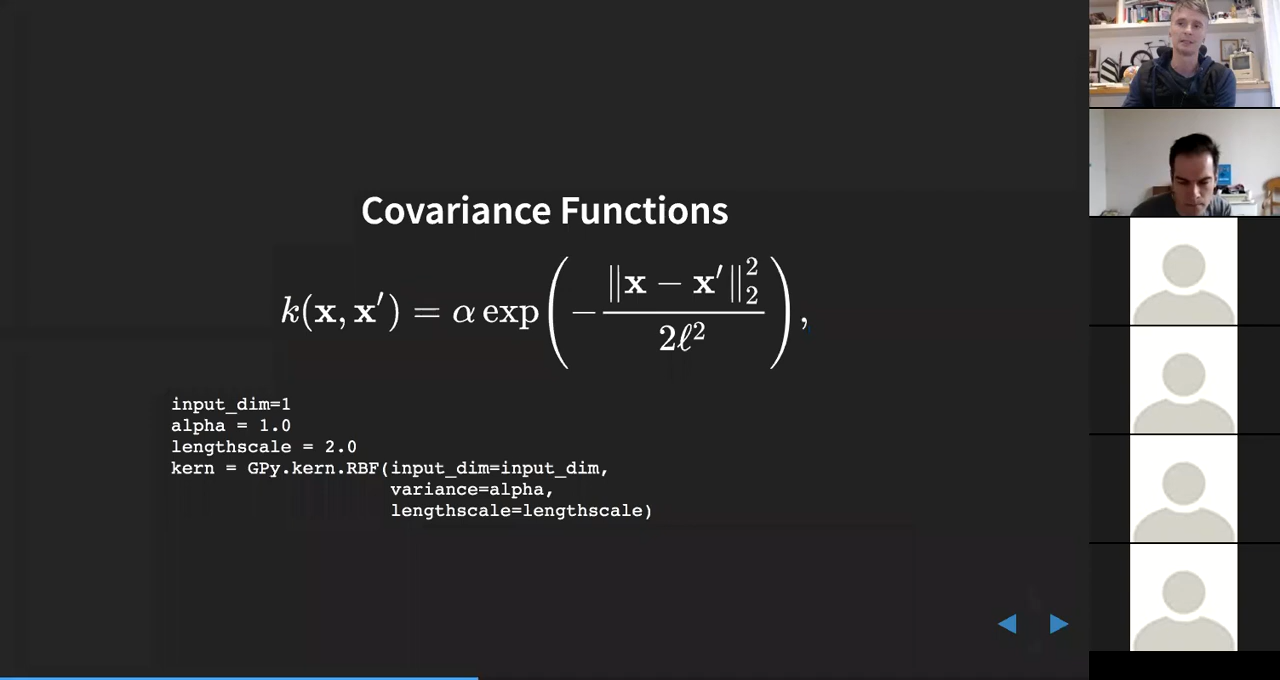 Covariance Functions
k(x, x′) = α exp(−‖x − x′‖₂² / 2ℓ²),
input_dim=1
alpha = 1.0
lengthscale = 2.0
kern = GPy.kern.RBF(input_dim=input_dim,
variance=alpha,
lengthscale=lengthscale)